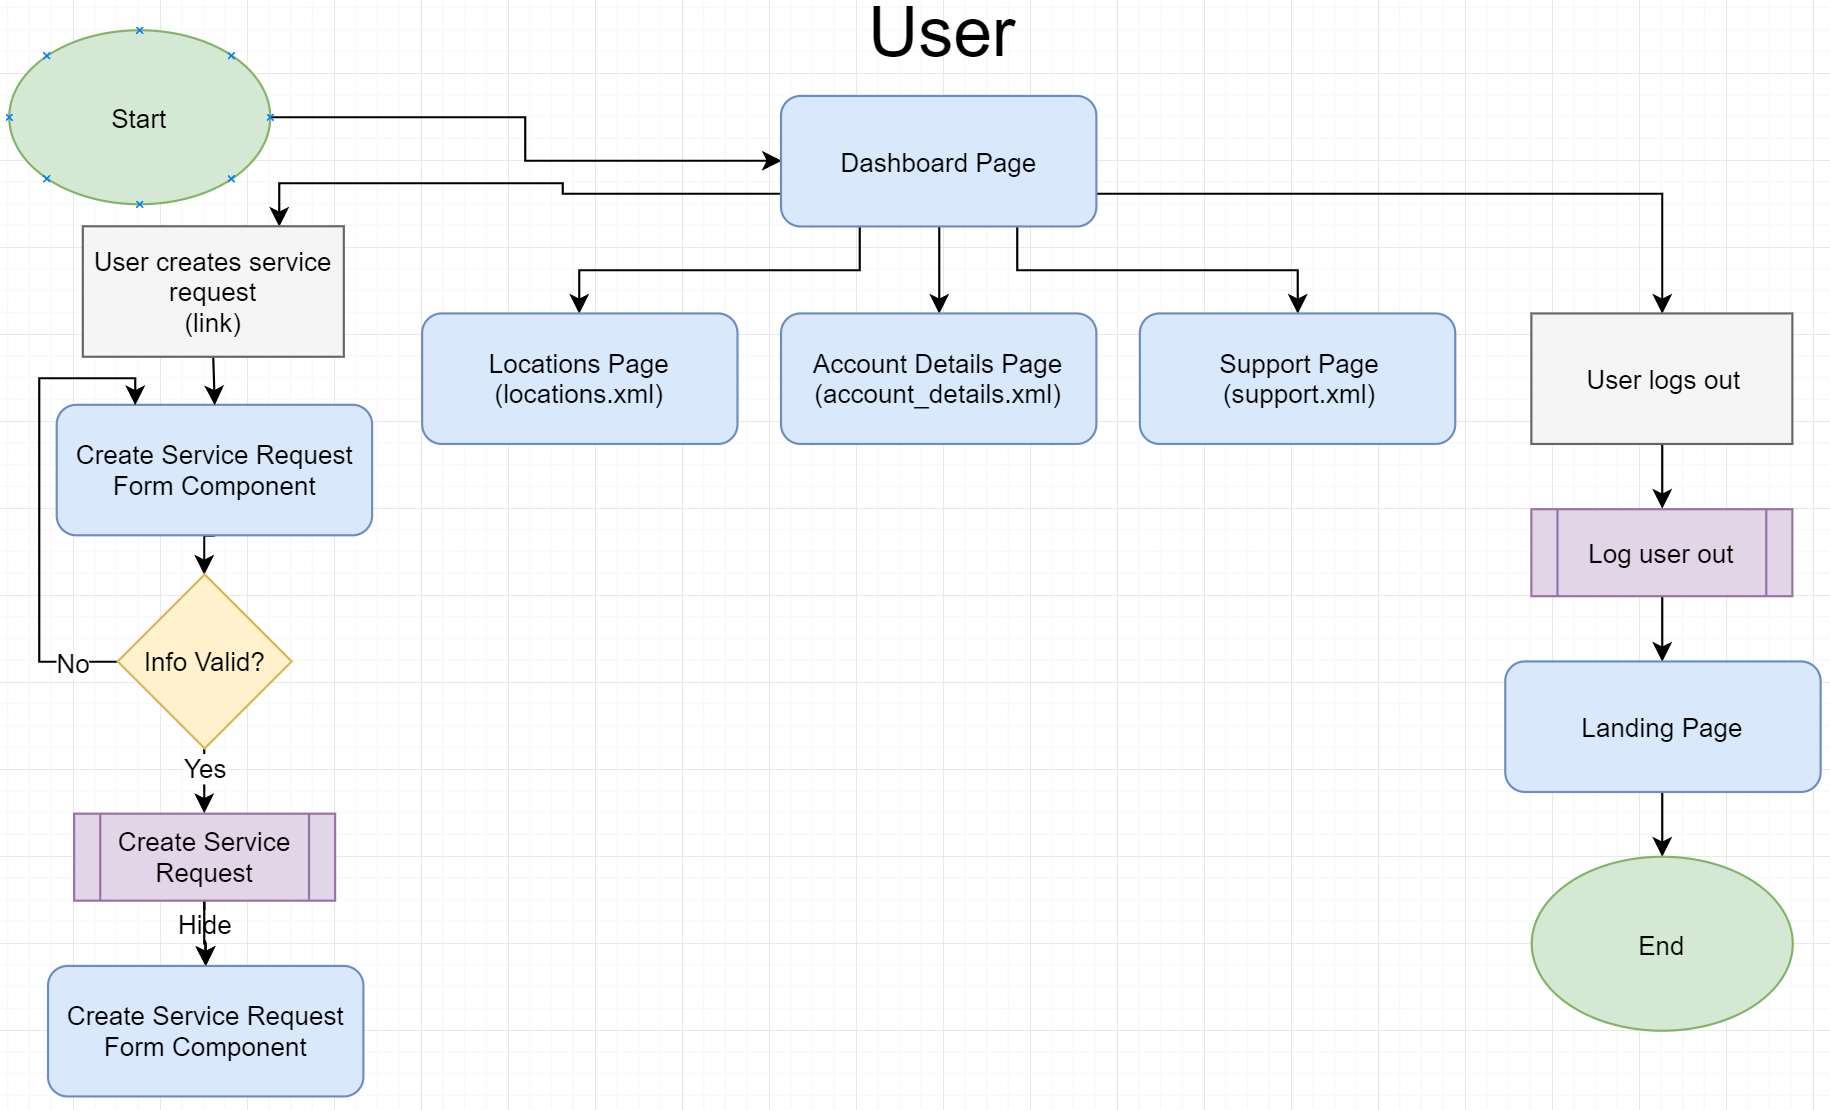 User
Start
Dashboard Page
User creates service
request
(link)
Locations Page
(locations.xml)
Account Details Page
(account_details.xml)
Support Page
(support.xml)
User logs out
Create Service Request
Form Component
Log user out
Info Valid?
No
Yes
Landing Page
Create Service
Request
Hide
End
Create Service Request
Form Component